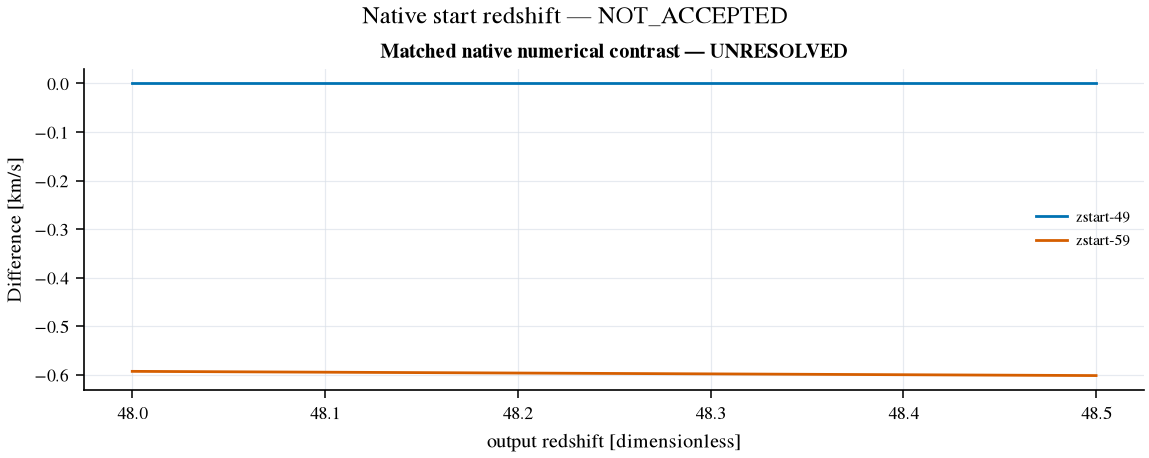 Native start redshift — NOT_ACCEPTED
Matched native numerical contrast — UNRESOLVED
Difference [km/s]
0.0
−0.1
−0.2
−0.3
−0.4
−0.5
−0.6
zstart-49
zstart-59
48.0 48.1 48.2 48.3 48.4 48.5
output redshift [dimensionless]